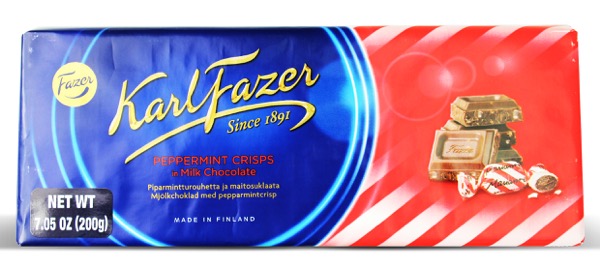 Fazer
Karl Fazer
Since 1891
PEPPERMINT CRISPS
in Milk Chocolate
Piparmintturouhetta ja maitosuklaata
Mjölkchoklad med pepparmintcrisp
MADE IN FINLAND
NET WT
7.05 OZ (200g)
Fazer